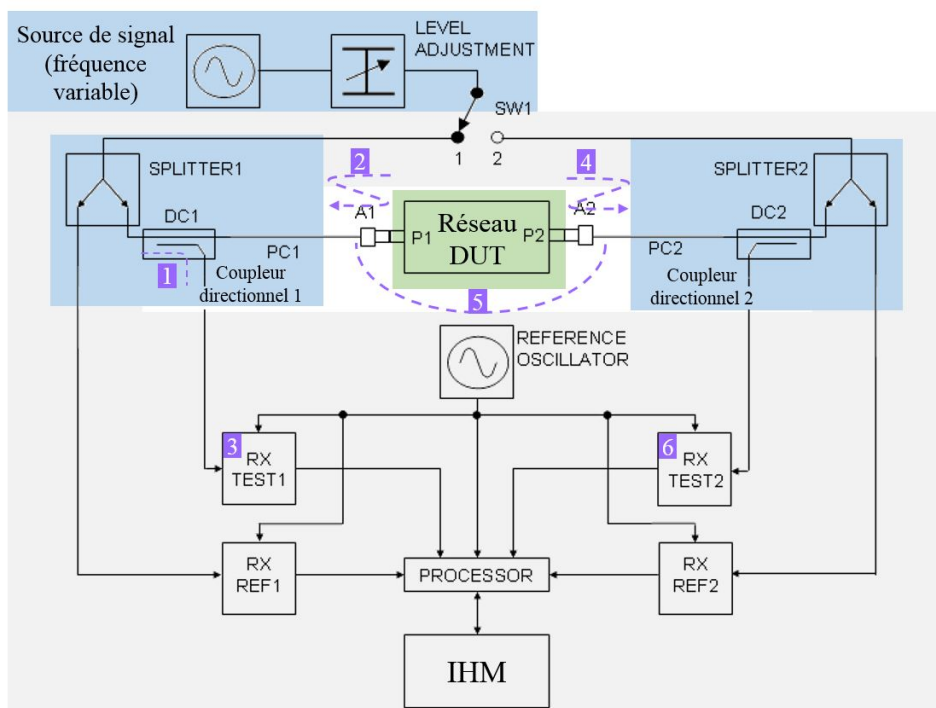 Source de signal
(fréquence
variable)
LEVEL
ADJUSTMENT
SW1
1
2
SPLITTER1
2
4
SPLITTER2
DC1
A1
P1
Réseau
DUT
P2
A2
DC2
PC1
PC2
1
Coupleur
directionnel 1
5
Coupleur
directionnel 2
REFERENCE
OSCILLATOR
3
RX
TEST1
6
RX
TEST2
RX
REF1
PROCESSOR
RX
REF2
IHM